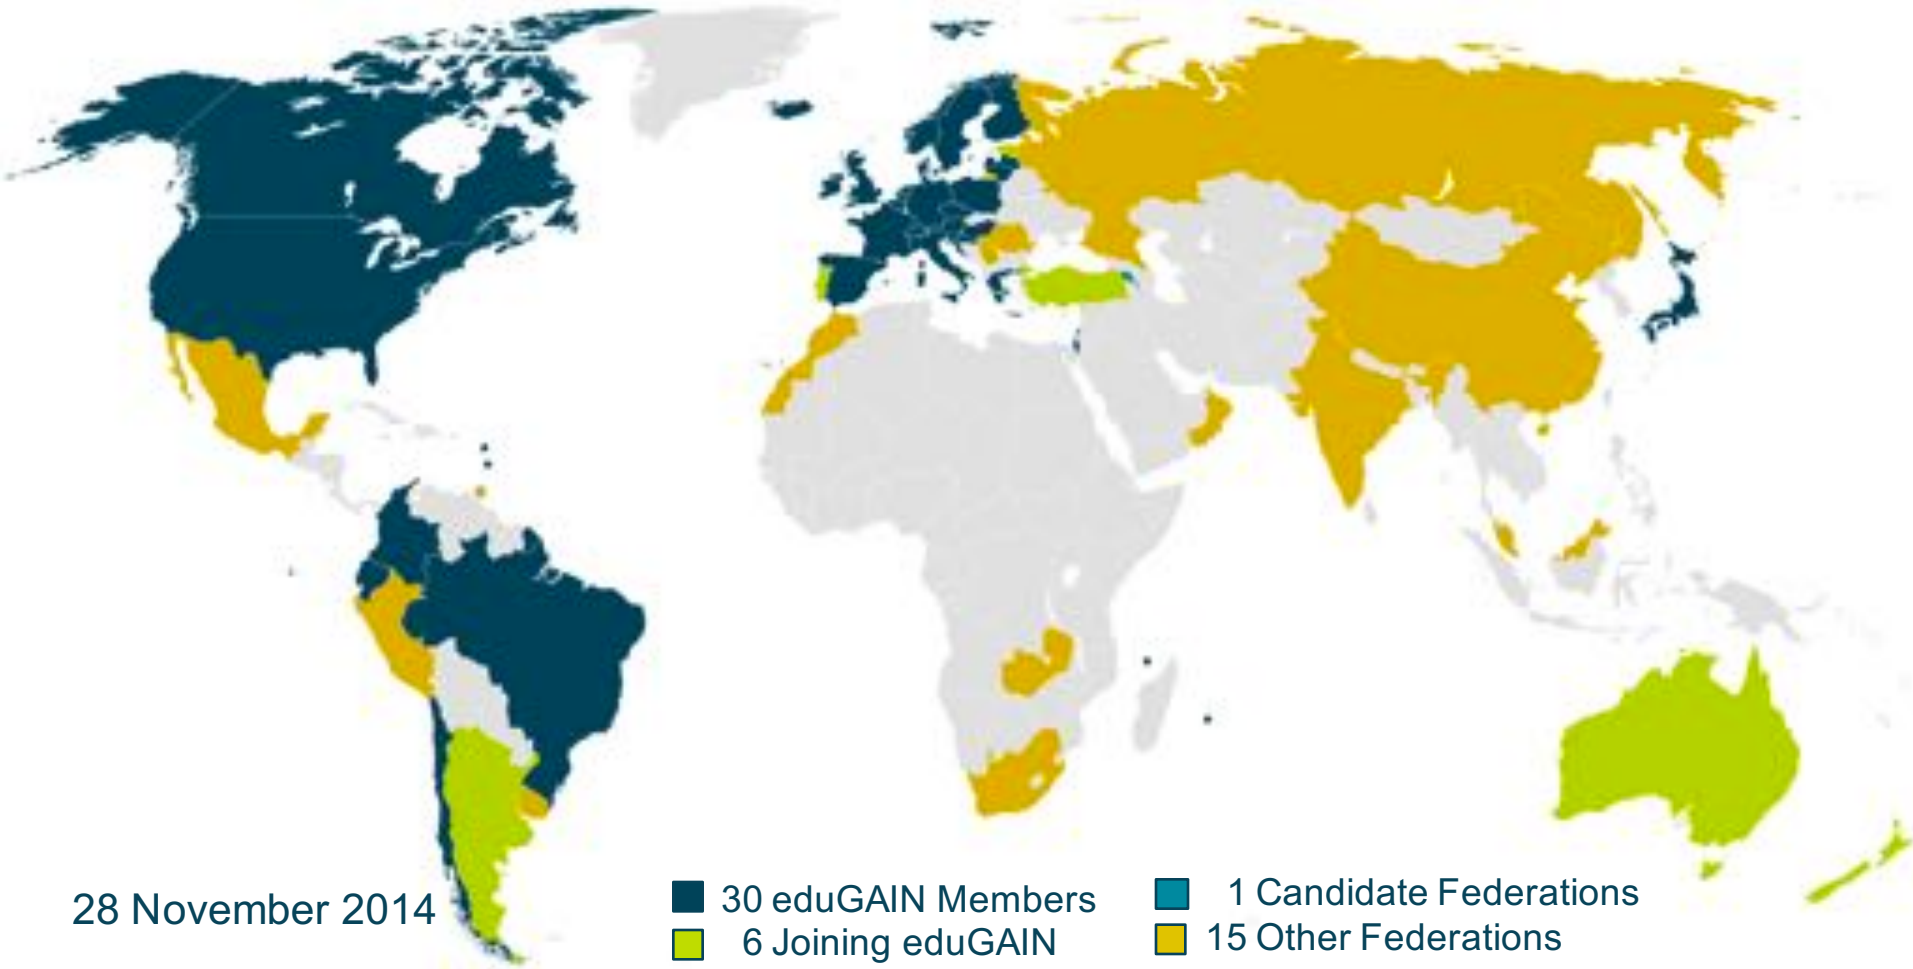 28 November 2014
30 eduGAIN Members
6 Joining eduGAIN
1 Candidate Federations
15 Other Federations